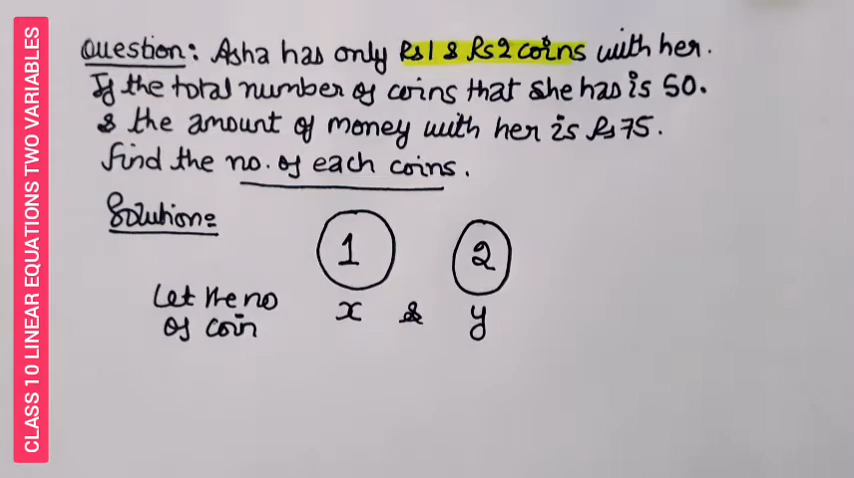 CLASS 10 LINEAR EQUATIONS TWO VARIABLES
Question: Asha has only Rs1 & Rs2 coins with her.
If the total number of coins that she has is 50.
& the amount of money with her is Rs75.
find the no. of each coins.
Solution:
1 2
Let the no x & y
of coin